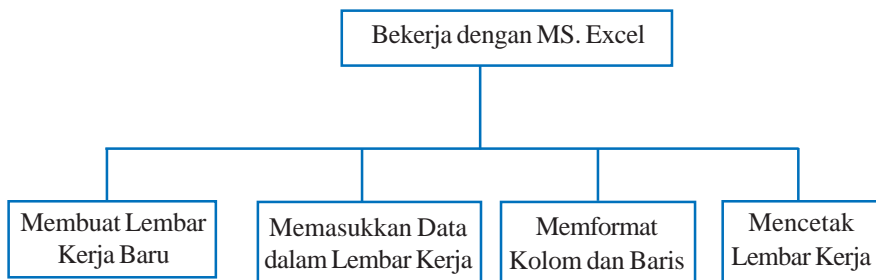 Bekerja dengan MS. Excel
Membuat Lembar
Kerja Baru
Memasukkan Data
dalam Lembar Kerja
Memformat
Kolom dan Baris
Mencetak
Lembar Kerja